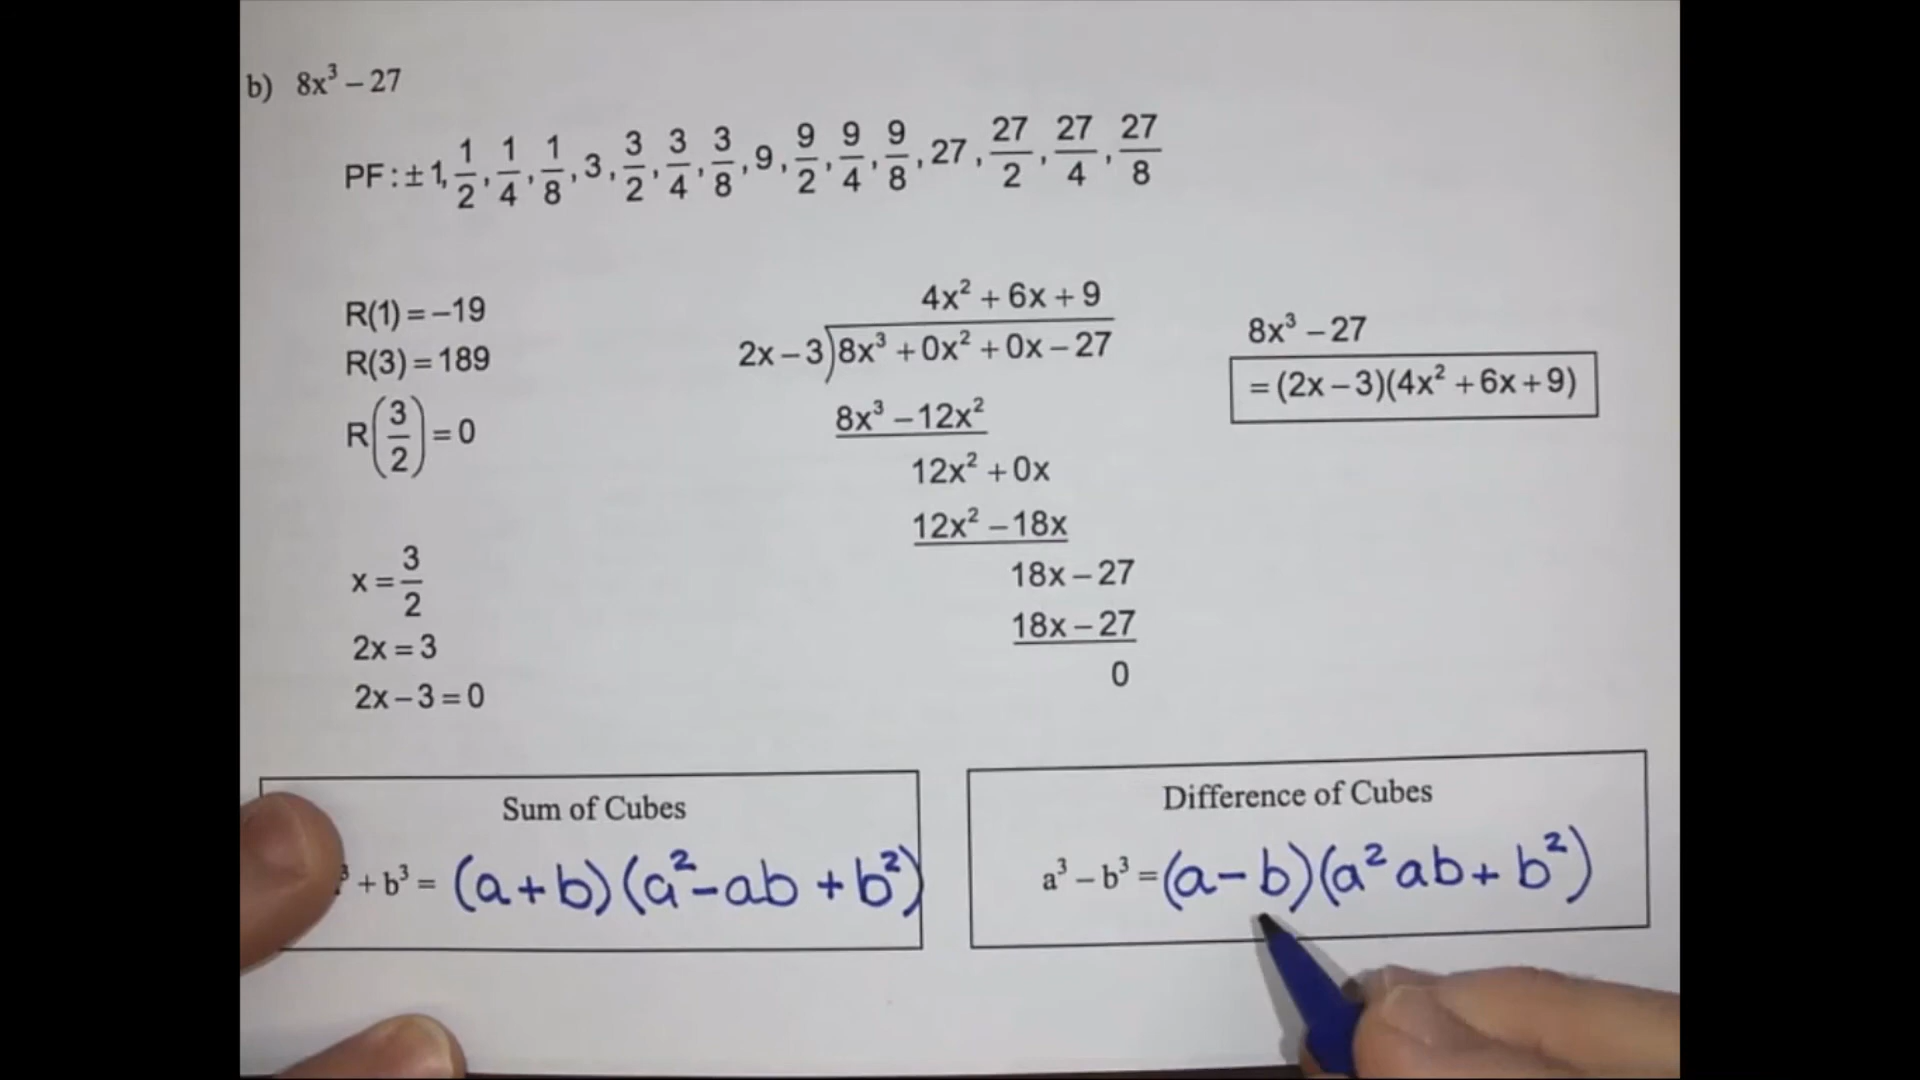 b) 8x³ – 27
PF : ± 1, 1/2, 1/4, 1/8, 3, 3/2, 3/4, 3/8, 9, 9/2, 9/4, 9/8, 27, 27/2, 27/4, 27/8
R(1) = –19
R(3) = 189
R(3/2) = 0
x = 3/2
2x = 3
2x – 3 = 0
4x² + 6x + 9
2x – 3)8x³ + 0x² + 0x – 27
8x³ – 12x²
12x² + 0x
12x² – 18x
18x – 27
18x – 27
0
8x³ – 27
= (2x – 3)(4x² + 6x + 9)
Sum of Cubes
³ + b³ = (a + b)(a² – ab + b²)
Difference of Cubes
a³ – b³ = (a – b)(a² ab + b²)